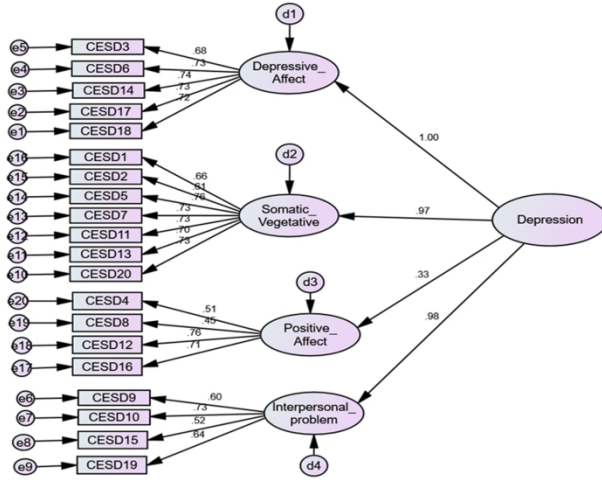 d1
e5 CESD3 .68
e4 CESD6 .73
e3 CESD14 .74
e2 CESD17 .73
e1 CESD18 .72
Depressive_
Affect
1.00
d2
e16 CESD1 .66
e15 CESD2 .61
e14 CESD5 .76
e13 CESD7 .73
e12 CESD11 .73
e11 CESD13 .70
e10 CESD20 .73
Somatic_
Vegetative
.97
Depression
d3
e20 CESD4 .51
e19 CESD8 .45
e18 CESD12 .76
e17 CESD16 .71
Positive_
Affect
.33
.98
e6 CESD9 .60
e7 CESD10 .73
e8 CESD15 .52
e9 CESD19 .64
Interpersonal_
problem
d4